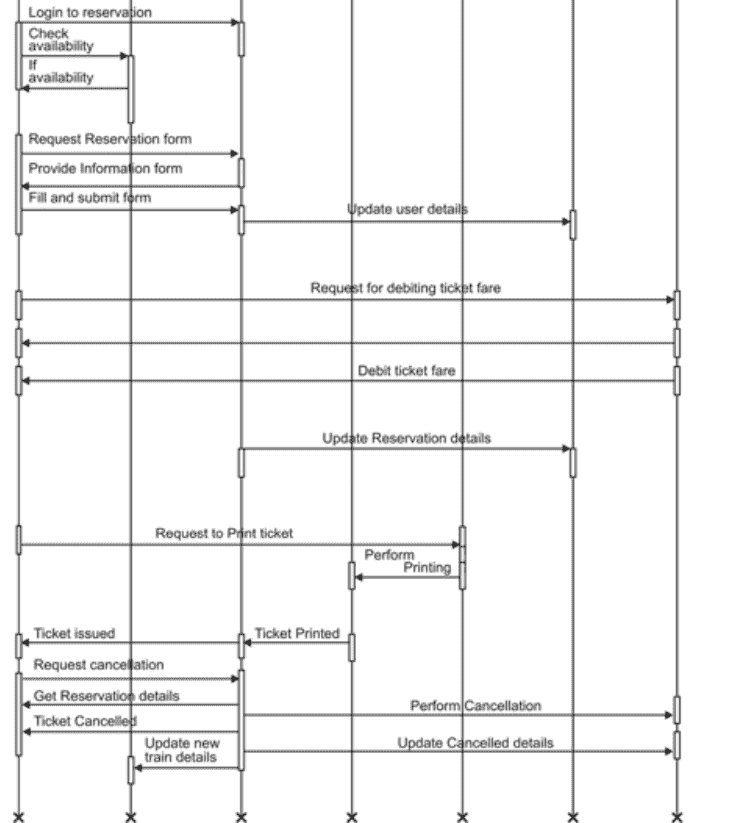 Login to reservation
Check
availability
If
availability
Request Reservation form
Provide Information form
Fill and submit form
Update user details
Request for debiting ticket fare
Debit ticket fare
Update Reservation details
Request to Print ticket
Perform
Printing
Ticket issued
Ticket Printed
Request cancellation
Get Reservation details
Perform Cancellation
Ticket Cancelled
Update new
train details
Update Cancelled details